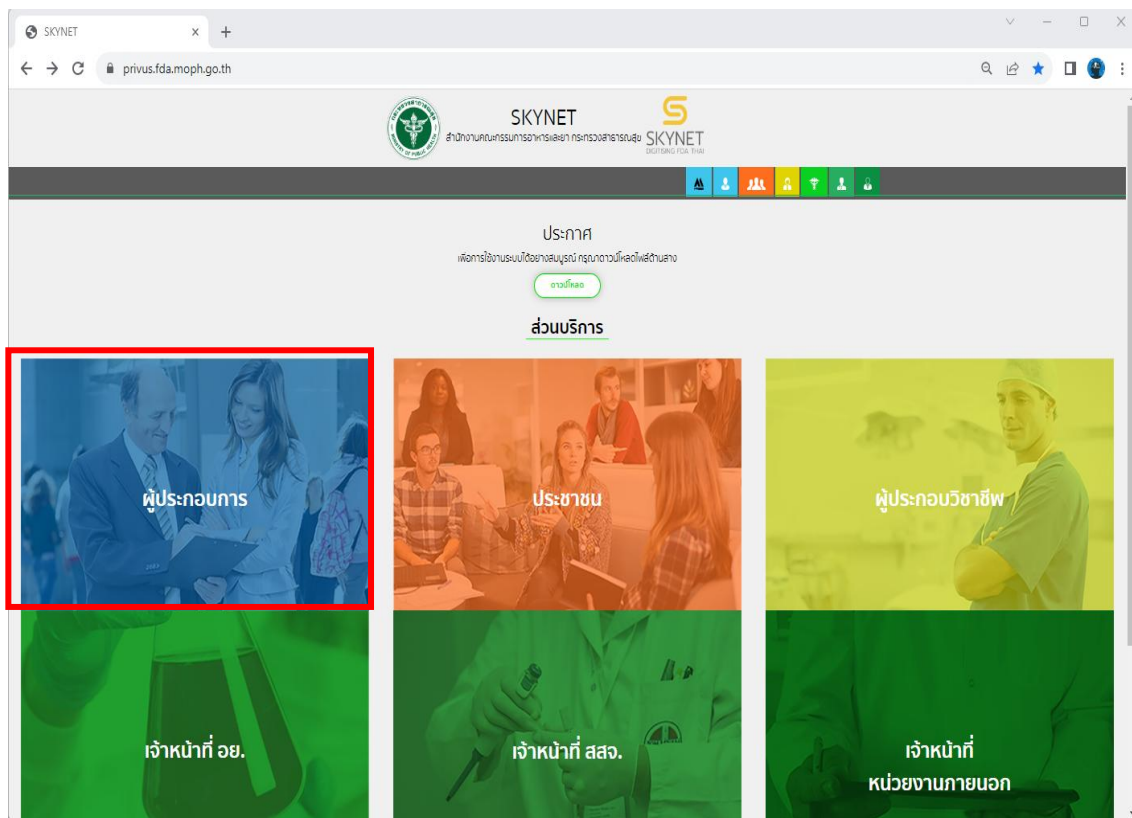 SKYNET
privus.fda.moph.go.th
SKYNET
สำนักงานคณะกรรมการอาหารและยา กระทรวงสาธารณสุข
SKYNET
DIGITISING FDA THAI
ประกาศ
เพื่อการใช้งานระบบได้อย่างสมบูรณ์ กรุณาดาวน์โหลดไฟล์ด้านล่าง
ดาวน์โหลด
ส่วนบริการ
ผู้ประกอบการ
ประชาชน
ผู้ประกอบวิชาชีพ
เจ้าหน้าที่ อย.
เจ้าหน้าที่ สสจ.
เจ้าหน้าที่
หน่วยงานภายนอก